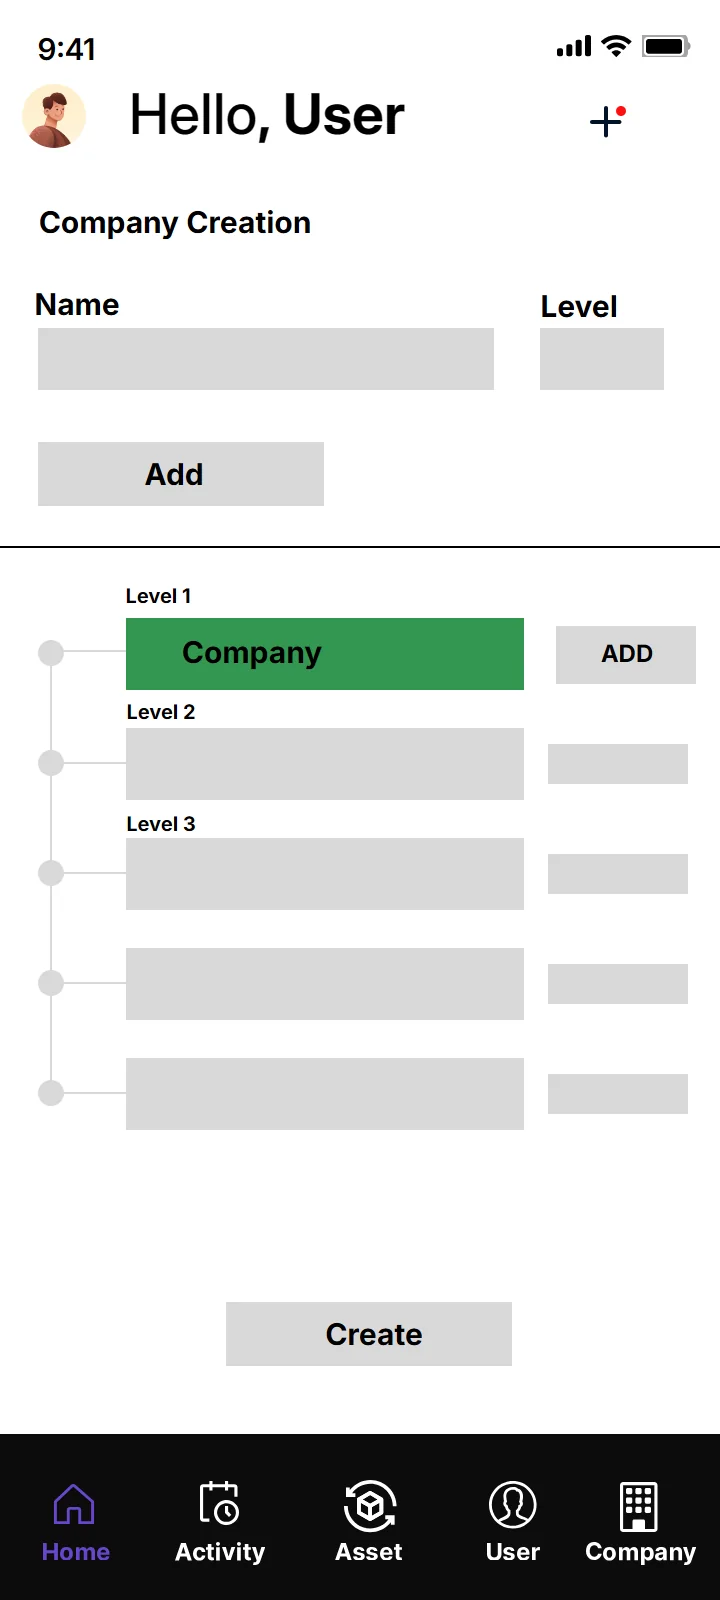 9:41
Hello, User
Company Creation
Name Level
Add
Level 1
Company ADD
Level 2
Level 3
Create
Home Activity Asset User Company